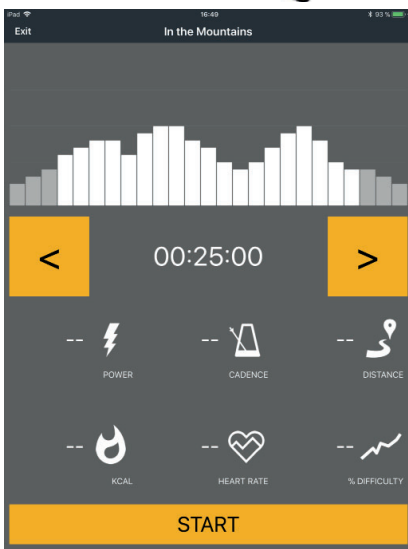 iPad 16:49 93 %
Exit In the Mountains
< 00:25:00 >
-- -- --
POWER CADENCE DISTANCE
-- -- --
KCAL HEART RATE % DIFFICULTY
START